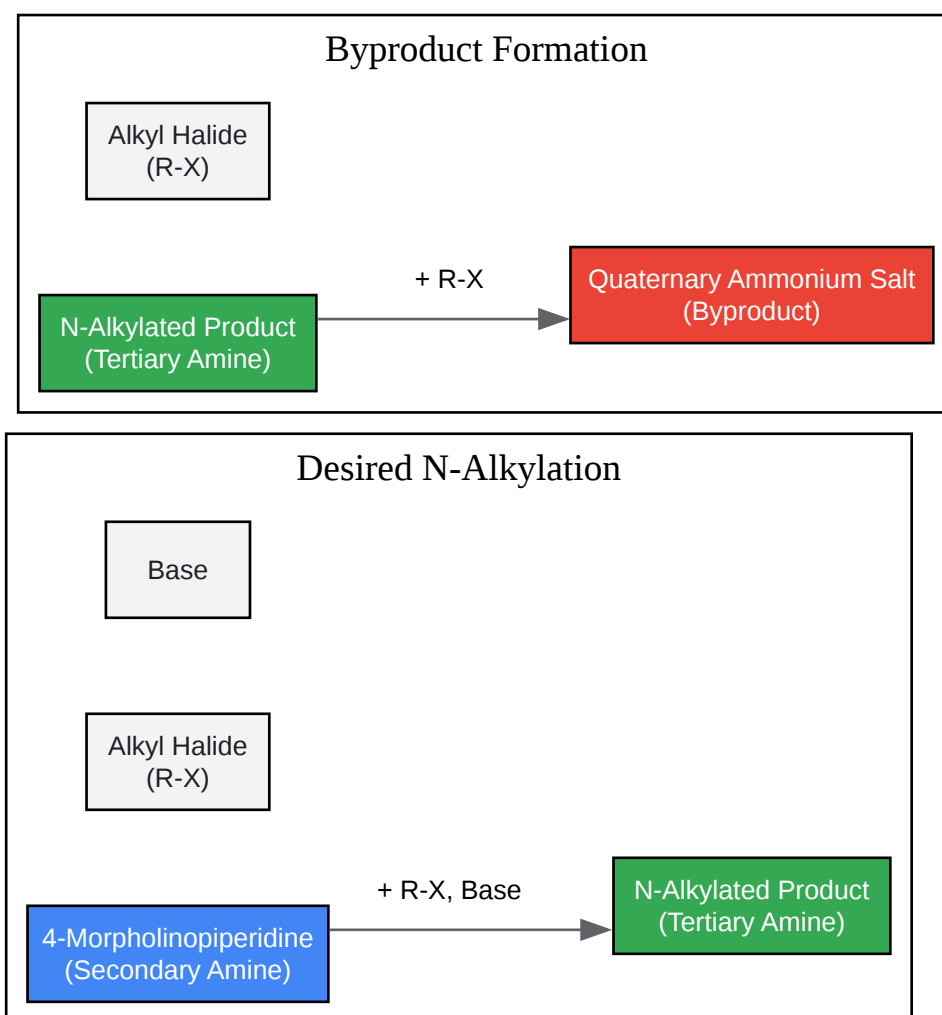 Byproduct Formation
Alkyl Halide
(R-X)
+ R-X
Quaternary Ammonium Salt
(Byproduct)
N-Alkylated Product
(Tertiary Amine)
Desired N-Alkylation
Base
Alkyl Halide
(R-X)
+ R-X, Base
N-Alkylated Product
(Tertiary Amine)
4-Morpholinopiperidine
(Secondary Amine)